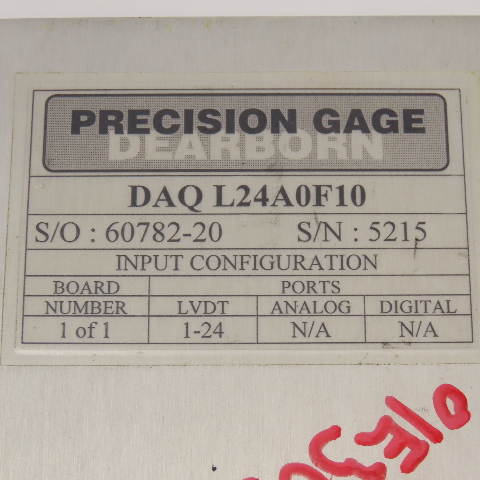 PRECISION GAGE
DEARBORN
DAQ L24A0F10
S/O : 60782-20 S/N : 5215
INPUT CONFIGURATION
BOARD PORTS
NUMBER LVDT ANALOG DIGITAL
1 of 1 1-24 N/A N/A